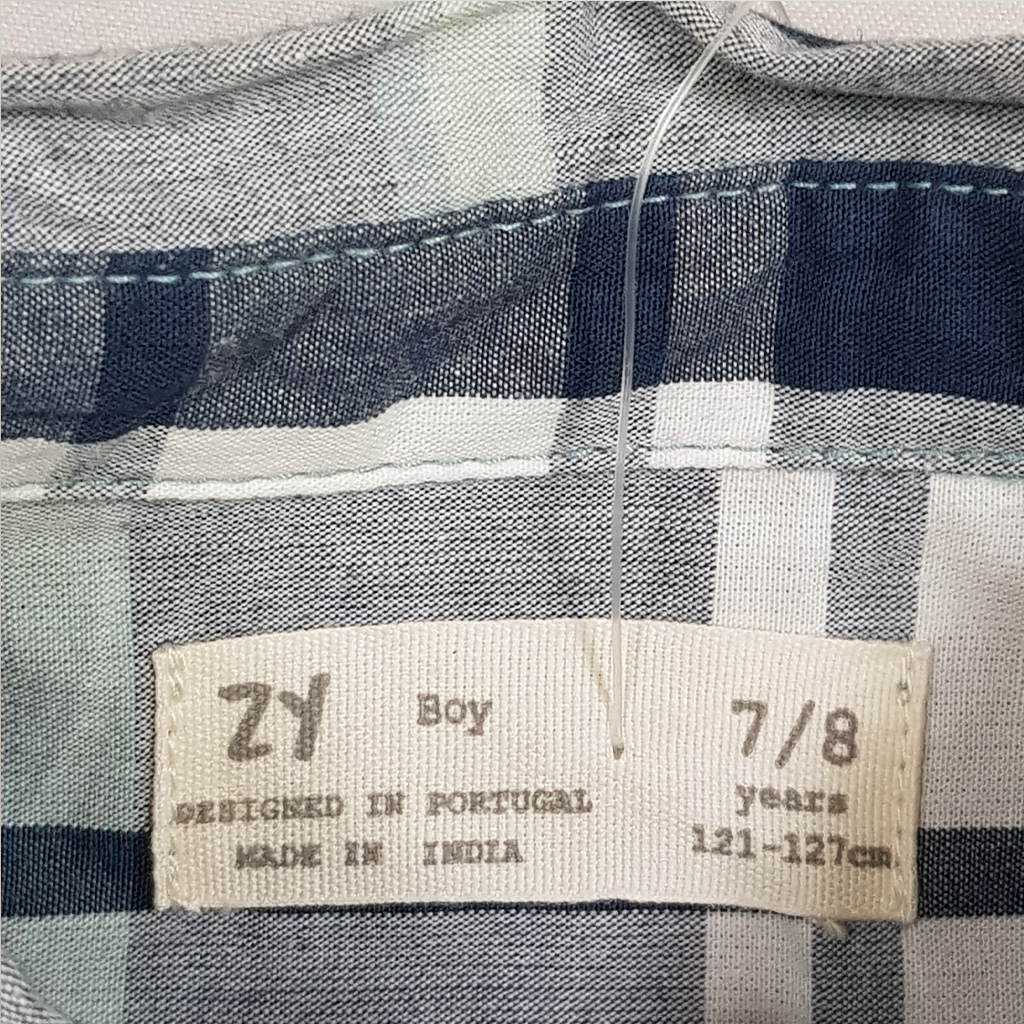 ZY Boy 7/8
DESIGNED IN PORTUGAL years
MADE IN INDIA 121-127cm